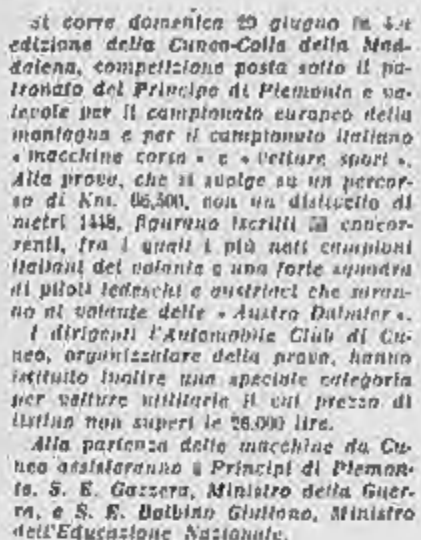 Si corre domenica 29 giugno la
edizione della Cuneo-Colle della Mad-
dalena, competizione posta sotto il pa-
tronato del Principe di Piemonte e va-
levole per il campionato europeo della
montagna e per il campionato italiano
« macchine corsa » e « vetture sport ».
Alla prova, che si svolge su un percor-
so di Km. 66,500, con un dislivello di
metri 1448, figurano iscritti concor-
renti, fra i quali i più noti campioni
italiani del volante e una forte squadra
di piloti tedeschi e austriaci che saran-
no al volante delle « Austro Daimler ».
I dirigenti l'Automobile Club di Cu-
neo, organizzatore della prova, hanno
istituito inoltre una speciale categoria
per vetture utilitarie il cui prezzo di
listino non superi le 26.000 lire.
Alla partenza delle macchine da Cu-
neo assisteranno i Principi di Piemon-
te, S. E. Gazzera, Ministro della Guer-
ra, e S. E. Balbino Giuliano, Ministro
dell'Educazione Nazionale.